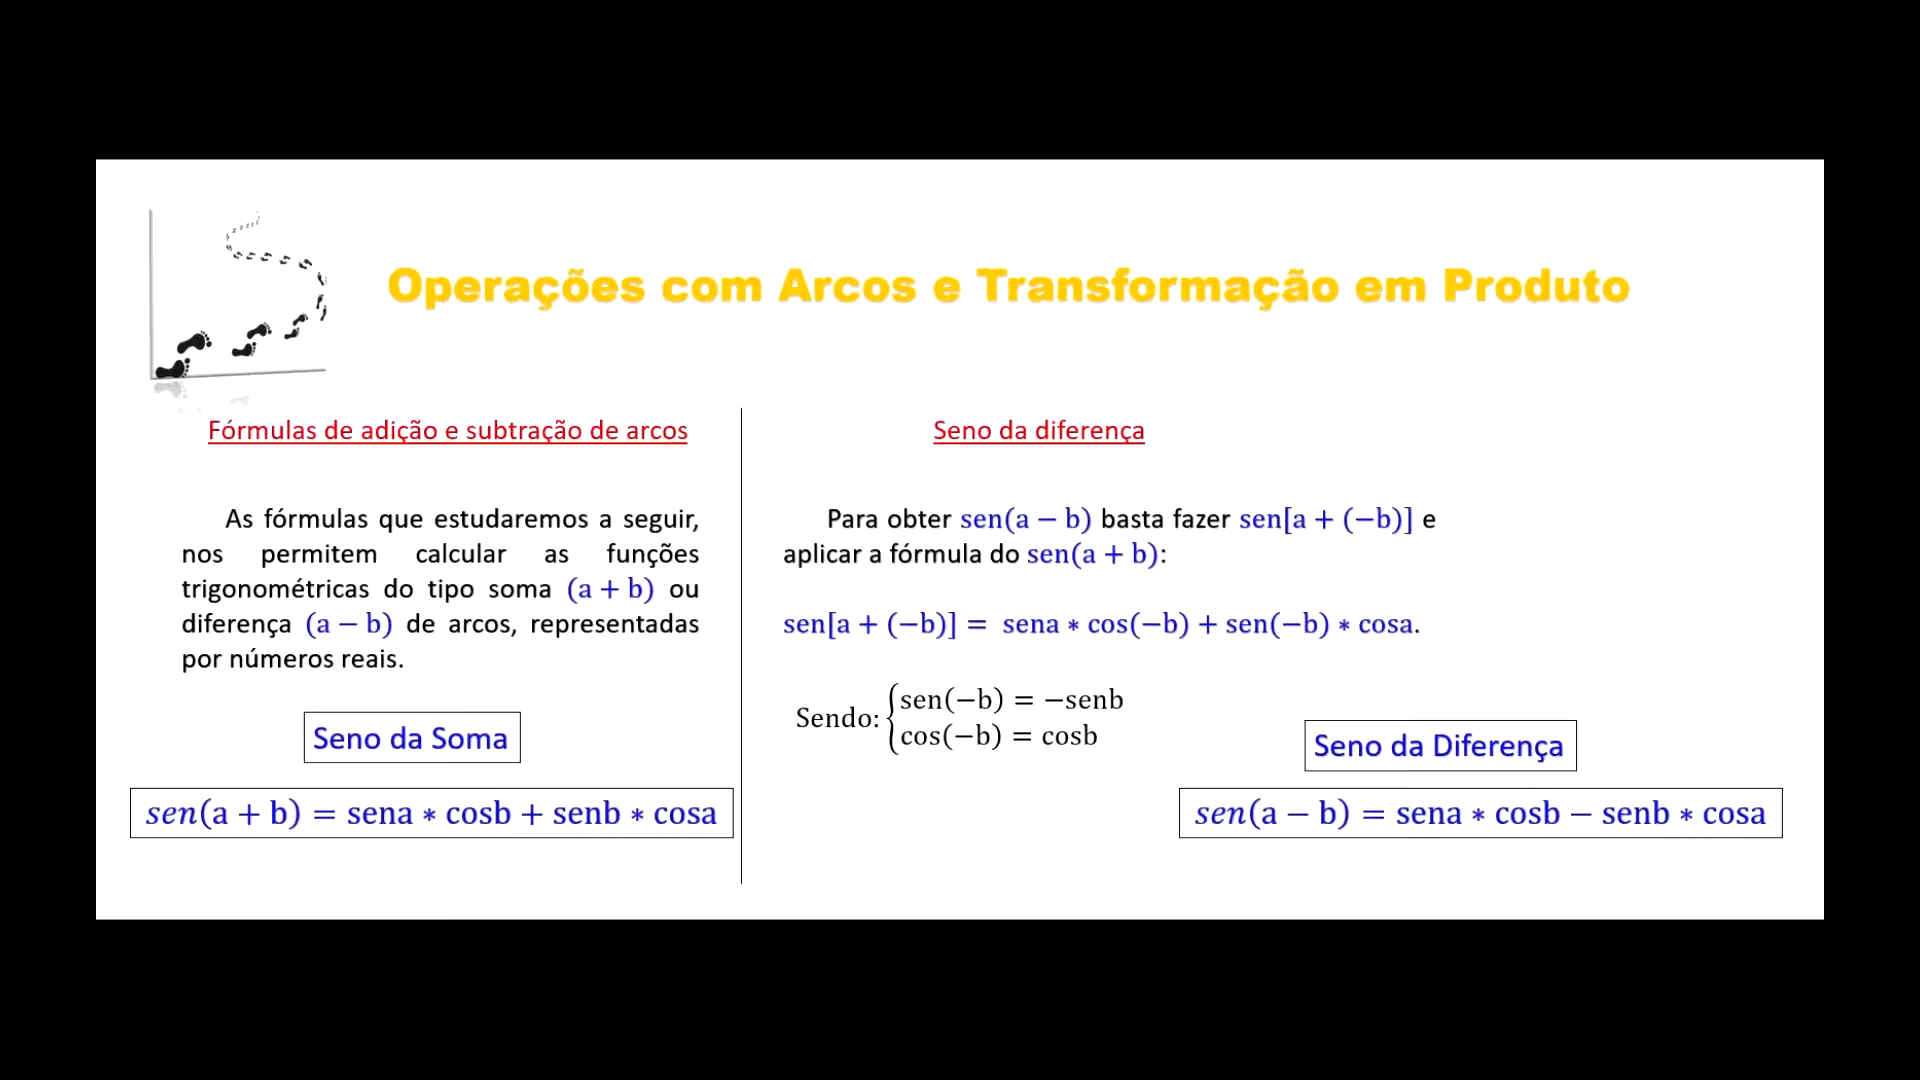 Operações com Arcos e Transformação em Produto
Fórmulas de adição e subtração de arcos
As fórmulas que estudaremos a seguir,
nos permitem calcular as funções
trigonométricas do tipo soma (a + b) ou
diferença (a − b) de arcos, representadas
por números reais.
Seno da Soma
sen(a + b) = sena ∗ cosb + senb ∗ cosa
Seno da diferença
Para obter sen(a − b) basta fazer sen[a + (−b)] e
aplicar a fórmula do sen(a + b):
sen[a + (−b)] = sena ∗ cos(−b) + sen(−b) ∗ cosa.
Sendo: {sen(−b) = −senb
cos(−b) = cosb
Seno da Diferença
sen(a − b) = sena ∗ cosb − senb ∗ cosa